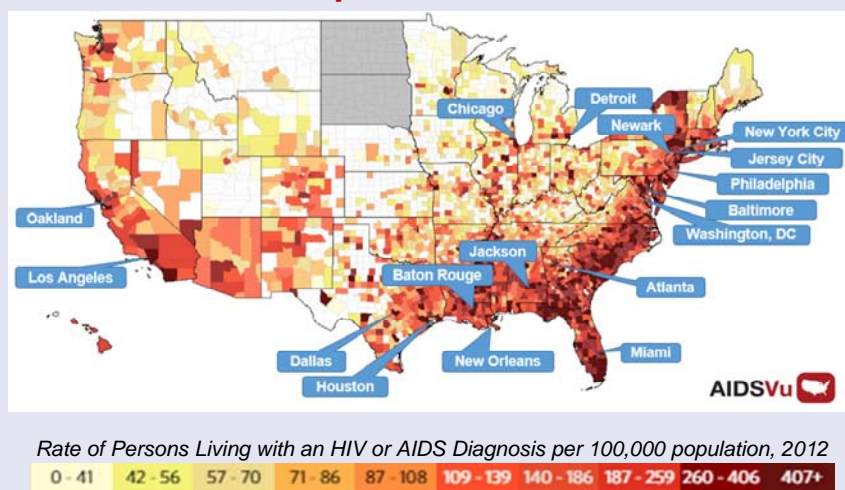 Chicago
Detroit
Newark
New York City
Jersey City
Philadelphia
Baltimore
Washington, DC
Oakland
Los Angeles
Jackson
Baton Rouge
Atlanta
Dallas
Houston
New Orleans
Miami
AIDSVu
Rate of Persons Living with an HIV or AIDS Diagnosis per 100,000 population, 2012
0 - 41 42 - 56 57 - 70 71 - 86 87 - 108 109 - 139 140 - 186 187 - 259 260 - 406 407+